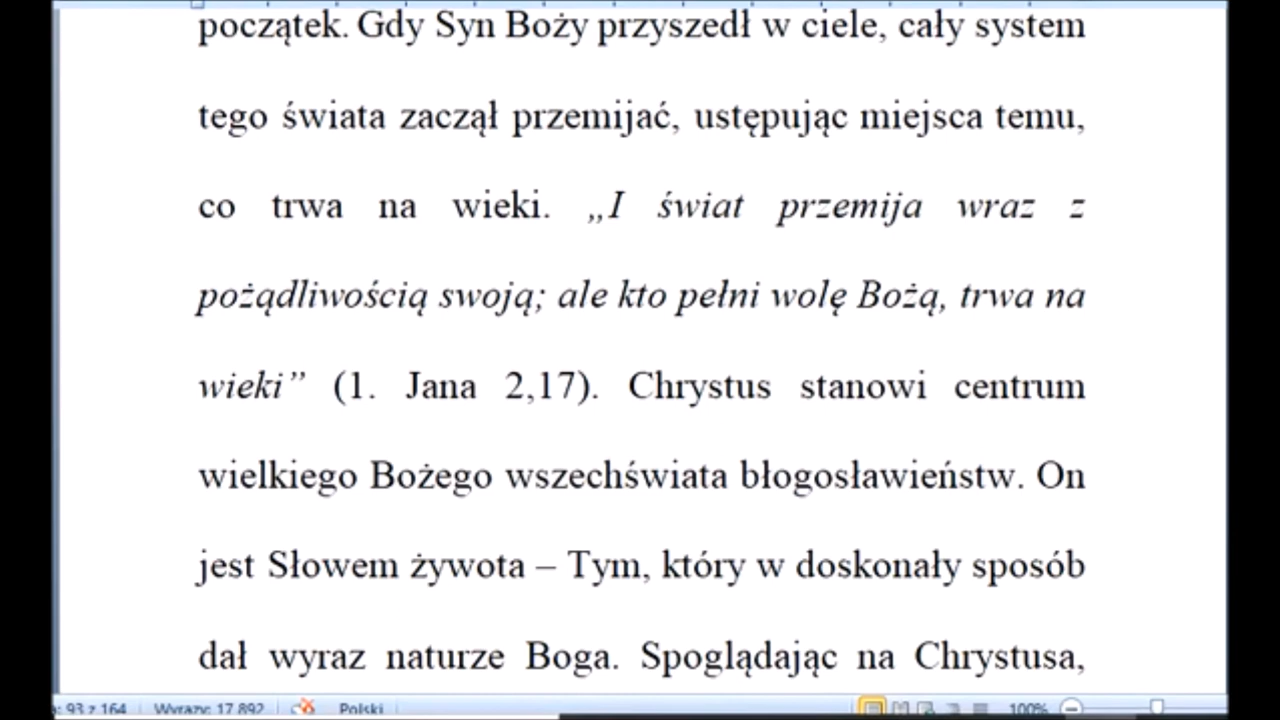 początek. Gdy Syn Boży przyszedł w ciele, cały system
tego świata zaczął przemijać, ustępując miejsca temu,
co trwa na wieki. „I świat przemija wraz z
pożądliwością swoją; ale kto pełni wolę Bożą, trwa na
wieki” (1. Jana 2,17). Chrystus stanowi centrum
wielkiego Bożego wszechświata błogosławieństw. On
jest Słowem żywota – Tym, który w doskonały sposób
dał wyraz naturze Boga. Spoglądając na Chrystusa,
: 93 z 164 Wyrazy: 17 892 Polski 100%